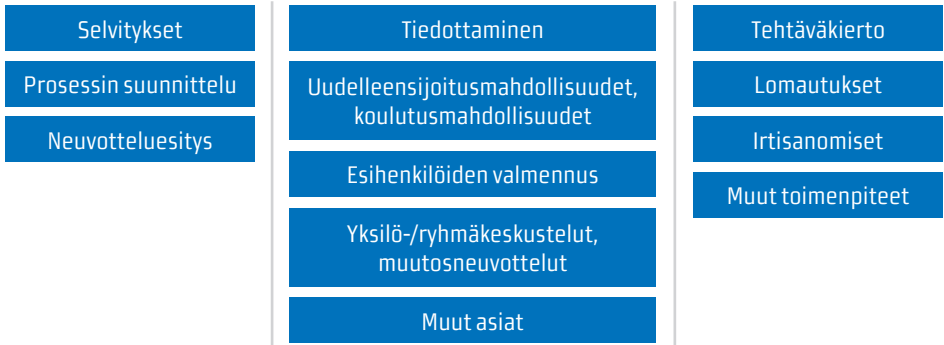 Selvitykset
Prosessin suunnittelu
Neuvotteluesitys
Tiedottaminen
Uudelleensijoitusmahdollisuudet,
koulutusmahdollisuudet
Esihenkilöiden valmennus
Yksilö-/ryhmäkeskustelut,
muutosneuvottelut
Muut asiat
Tehtäväkierto
Lomautukset
Irtisanomiset
Muut toimenpiteet